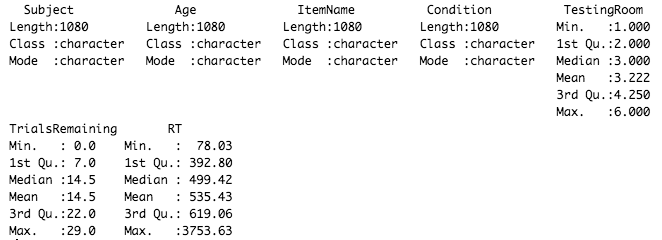 Subject Age ItemName Condition TestingRoom
Length:1080 Length:1080 Length:1080 Length:1080 Min. :1.000
Class :character Class :character Class :character Class :character 1st Qu.:2.000
Mode :character Mode :character Mode :character Mode :character Median :3.000
Mean :3.222
3rd Qu.:4.250
Max. :6.000
TrialsRemaining RT
Min. : 0.0 Min. : 78.03
1st Qu.: 7.0 1st Qu.: 392.80
Median :14.5 Median : 499.42
Mean :14.5 Mean : 535.43
3rd Qu.:22.0 3rd Qu.: 619.06
Max. :29.0 Max. :3753.63